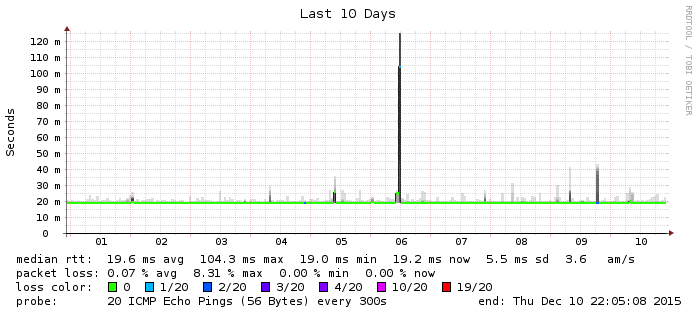 Last 10 Days
RRDTOOL / TOBI OETIKER
Seconds
120 m
110 m
100 m
90 m
80 m
70 m
60 m
50 m
40 m
30 m
20 m
10 m
0
01 02 03 04 05 06 07 08 09 10
median rtt: 19.6 ms avg 104.3 ms max 19.0 ms min 19.2 ms now 5.5 ms sd 3.6 am/s
packet loss: 0.07 % avg 8.31 % max 0.00 % min 0.00 % now
loss color: 0 1/20 2/20 3/20 4/20 10/20 19/20
probe: 20 ICMP Echo Pings (56 Bytes) every 300s end: Thu Dec 10 22:05:08 2015